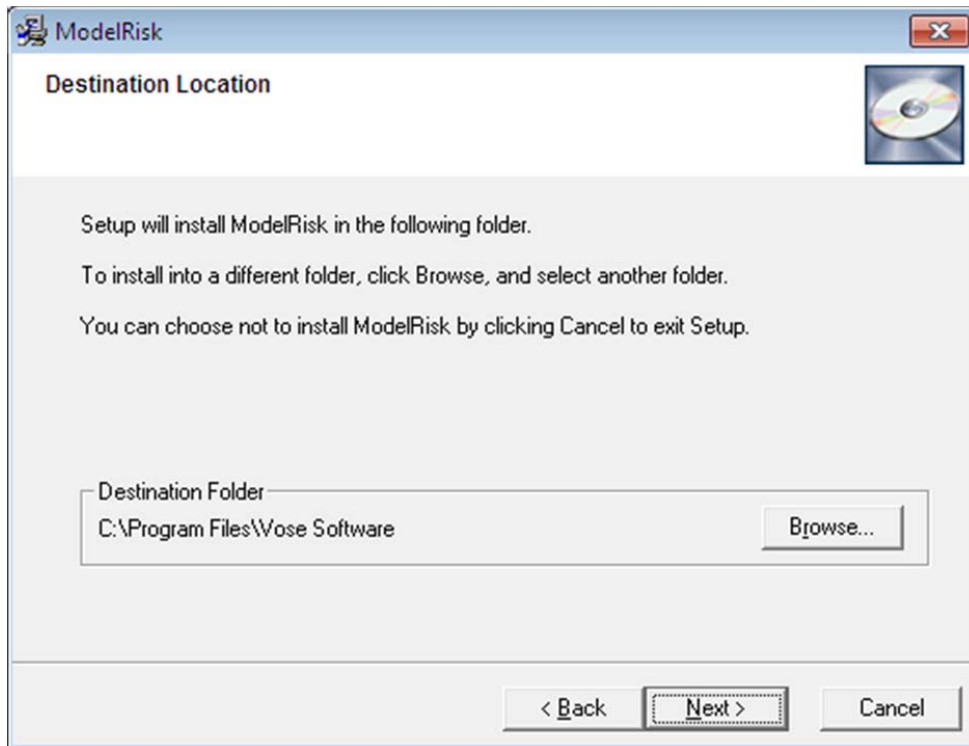 ModelRisk
Destination Location
Setup will install ModelRisk in the following folder.
To install into a different folder, click Browse, and select another folder.
You can choose not to install ModelRisk by clicking Cancel to exit Setup.
Destination Folder
C:\Program Files\Vose Software
Browse...
< Back
Next >
Cancel